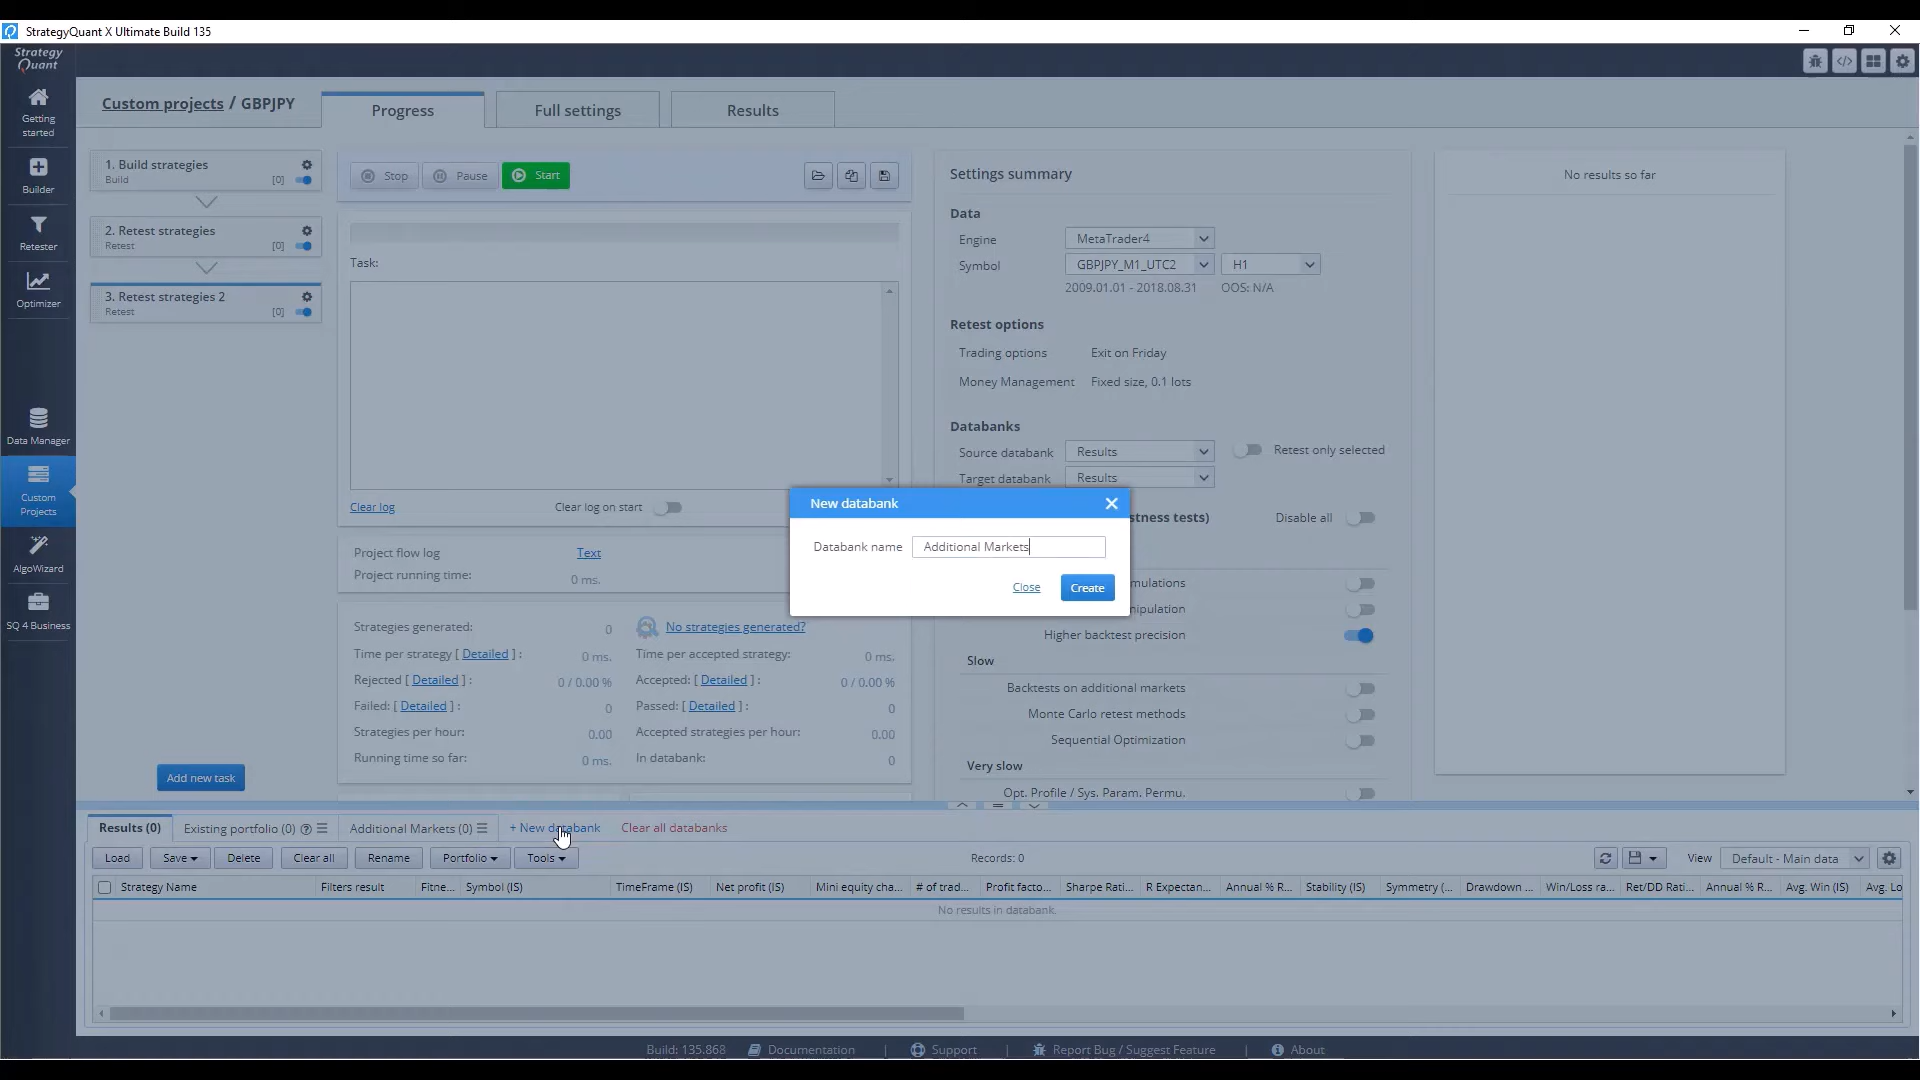 StrategyQuant X Ultimate Build 135
Strategy
Quant
Getting
started
Builder
Retester
Optimizer
Data Manager
Custom
Projects
AlgoWizard
SQ 4 Business
Custom projects / GBPJPY
Progress
Full settings
Results
1. Build strategies
Build
[0]
2. Retest strategies
Retest
[0]
3. Retest strategies 2
Retest
[0]
Add new task
Stop
Pause
Start
Task:
Clear log
Clear log on start
Project flow log
Text
Project running time:
0 ms.
Strategies generated:
0
No strategies generated?
Time per strategy [ Detailed ] :
0 ms.
Time per accepted strategy:
0 ms.
Rejected [ Detailed ] :
0 / 0.00 %
Accepted: [ Detailed ] :
0 / 0.00 %
Failed: [ Detailed ] :
0
Passed: [ Detailed ] :
0
Strategies per hour:
0.00
Accepted strategies per hour:
0.00
Running time so far:
0 ms.
In databank:
0
Settings summary
Data
Engine
MetaTrader4
Symbol
GBPJPY_M1_UTC2
H1
2009.01.01 - 2018.08.31
OOS: N/A
Retest options
Trading options
Exit on Friday
Money Management
Fixed size, 0.1 lots
Databanks
Source databank
Results
Retest only selected
Target databank
Results
stness tests)
Disable all
mulations
nipulation
Higher backtest precision
Slow
Backtests on additional markets
Monte Carlo retest methods
Sequential Optimization
Very slow
Opt. Profile / Sys. Param. Permu.
No results so far
New databank
Databank name
Additional Markets
Close
Create
Results (0)
Existing portfolio (0)
Additional Markets (0)
+ New databank
Clear all databanks
Load
Save
Delete
Clear all
Rename
Portfolio
Tools
Records: 0
View
Default - Main data
Strategy Name
Filters result
Fitne...
Symbol (IS)
TimeFrame (IS)
Net profit (IS)
Mini equity cha...
# of trad...
Profit facto...
Sharpe Rati...
R Expectan...
Annual % R...
Stability (IS)
Symmetry (...
Drawdown ...
Win/Loss ra...
Ret/DD Rati...
Annual % R...
Avg. Win (IS)
Avg. Lo
No results in databank.
Build: 135.868
Documentation
Support
Report Bug / Suggest Feature
About